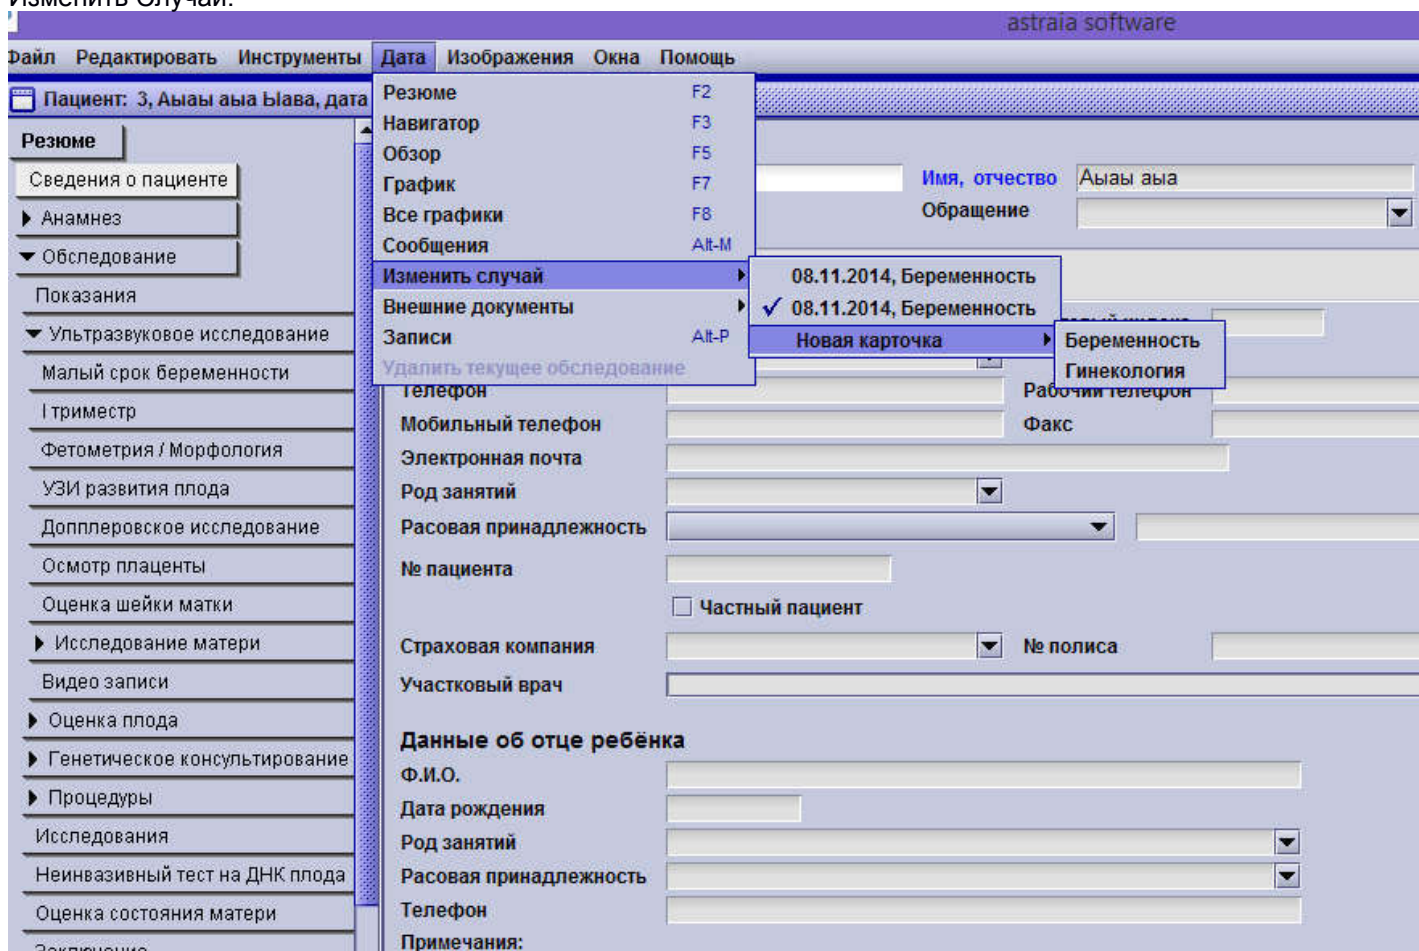 Изменить Случай.
astraia software
Файл Редактировать Инструменты Дата Изображения Окна Помощь
Пациент: 3, Аыаы аыа Ыава, дата
Резюме
Сведения о пациенте
Анамнез
Обследование
Показания
Ультразвуковое исследование
Малый срок беременности
I триместр
Фетометрия / Морфология
УЗИ развития плода
Допплеровское исследование
Осмотр плаценты
Оценка шейки матки
Исследование матери
Видео записи
Оценка плода
Генетическое консультирование
Процедуры
Исследования
Неинвазивный тест на ДНК плода
Оценка состояния матери
Заключение
Резюме F2
Навигатор F3
Обзор F5
График F7
Все графики F8
Сообщения Alt-M
Изменить случай
Внешние документы
Записи Alt-P
Удалить текущее обследование
08.11.2014, Беременность
08.11.2014, Беременность
Новая карточка
Беременность
Гинекология
Имя, отчество Аыаы аыа
Обращение
Телефон Рабочий телефон
Мобильный телефон Факс
Электронная почта
Род занятий
Расовая принадлежность
№ пациента
Частный пациент
Страховая компания № полиса
Участковый врач
Данные об отце ребёнка
Ф.И.О.
Дата рождения
Род занятий
Расовая принадлежность
Телефон
Примечания: